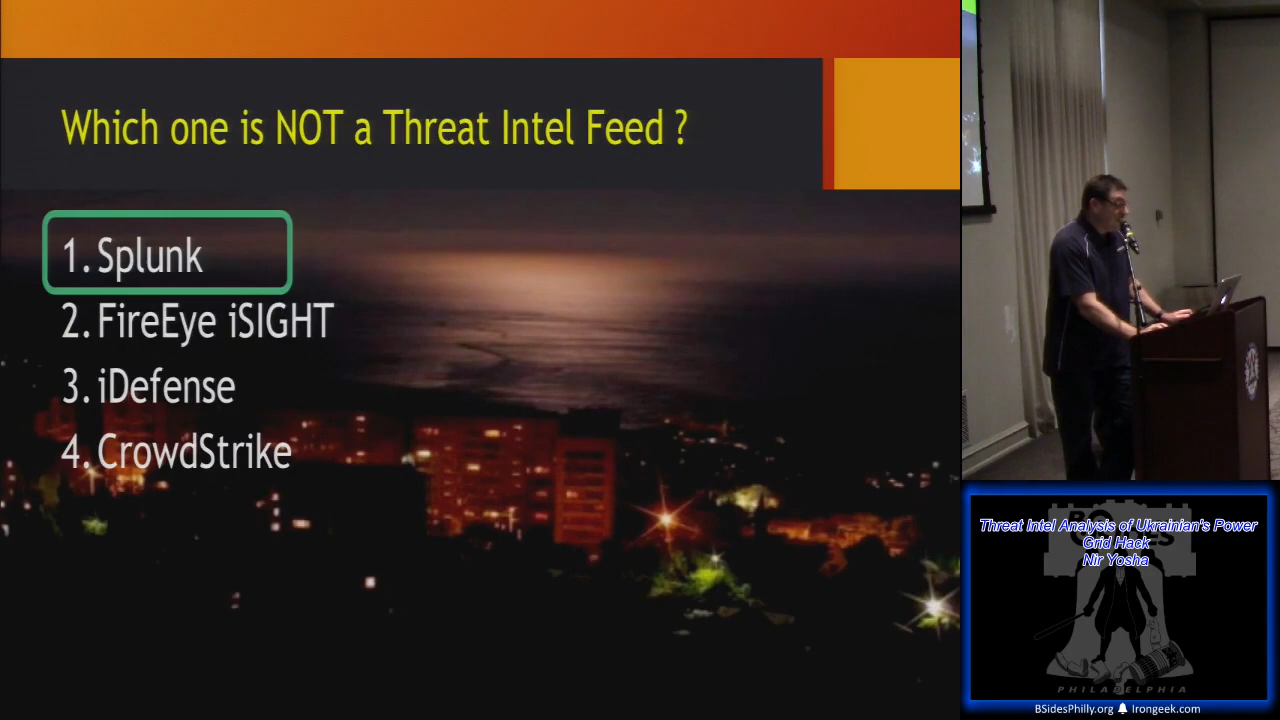 Which one is NOT a Threat Intel Feed ?
1. Splunk
2. FireEye iSIGHT
3. iDefense
4. CrowdStrike
Threat Intel Analysis of Ukrainian's Power
Grid Hack
Nir Yosha
PHILADELPHIA
BSidesPhilly.org Irongeek.com